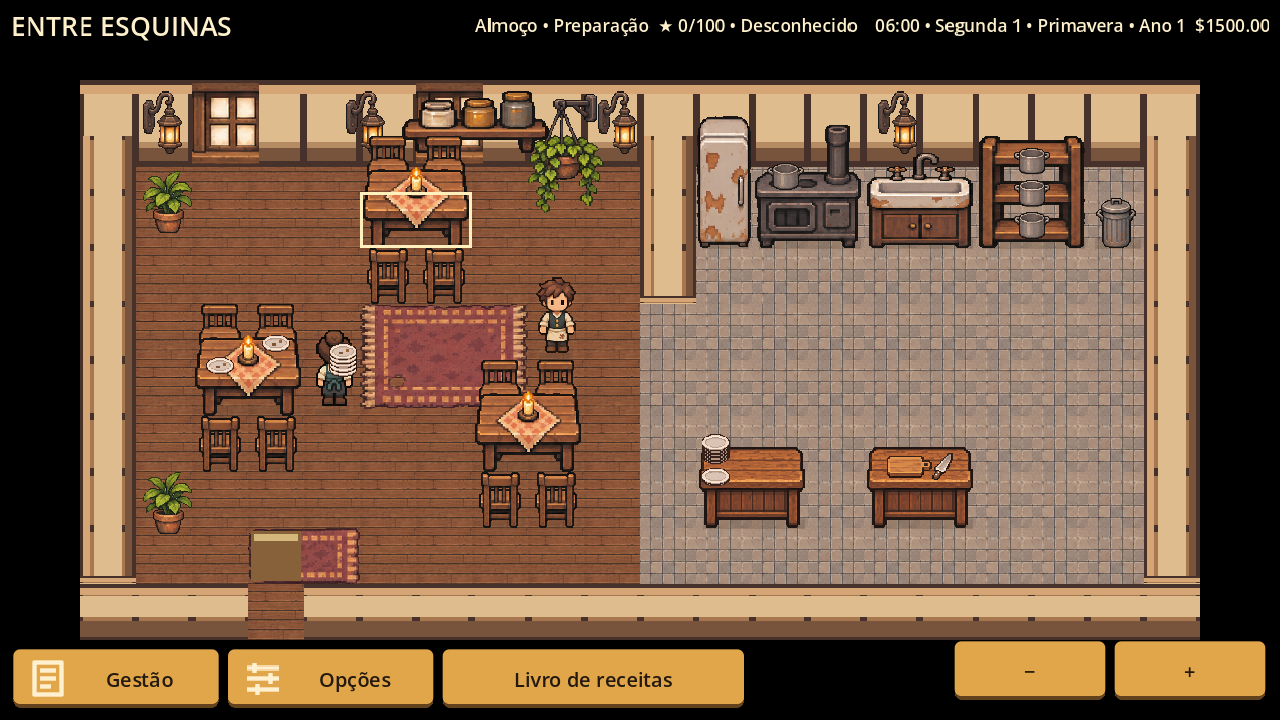 ENTRE ESQUINAS
Almoço • Preparação ★ 0/100 • Desconhecido 06:00 • Segunda 1 • Primavera • Ano 1 $1500.00
Gestão
Opções
Livro de receitas
−
+